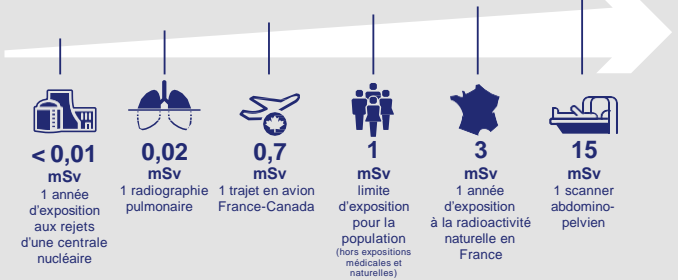 < 0,01
mSv
1 année
d'exposition
aux rejets
d'une centrale
nucléaire
0,02
mSv
1 radiographie
pulmonaire
0,7
mSv
1 trajet en avion
France-Canada
1
mSv
limite
d'exposition
pour la
population
(hors expositions
médicales et
naturelles)
3
mSv
1 année
d'exposition
à la radioactivité
naturelle en
France
15
mSv
1 scanner
abdomino-
pelvien